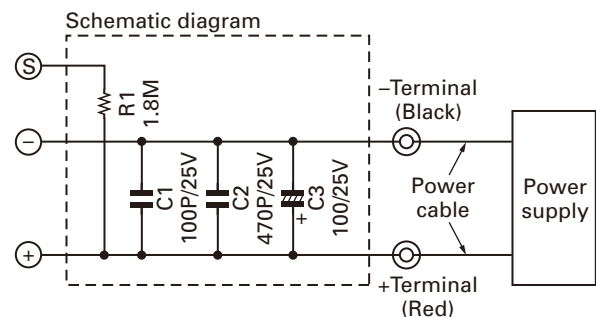 Schematic diagram
S
R1
1.8M
−
C1
100P/25V
C2
470P/25V
+
C3
100/25V
+
−Terminal
(Black)
Power
cable
+Terminal
(Red)
Power
supply